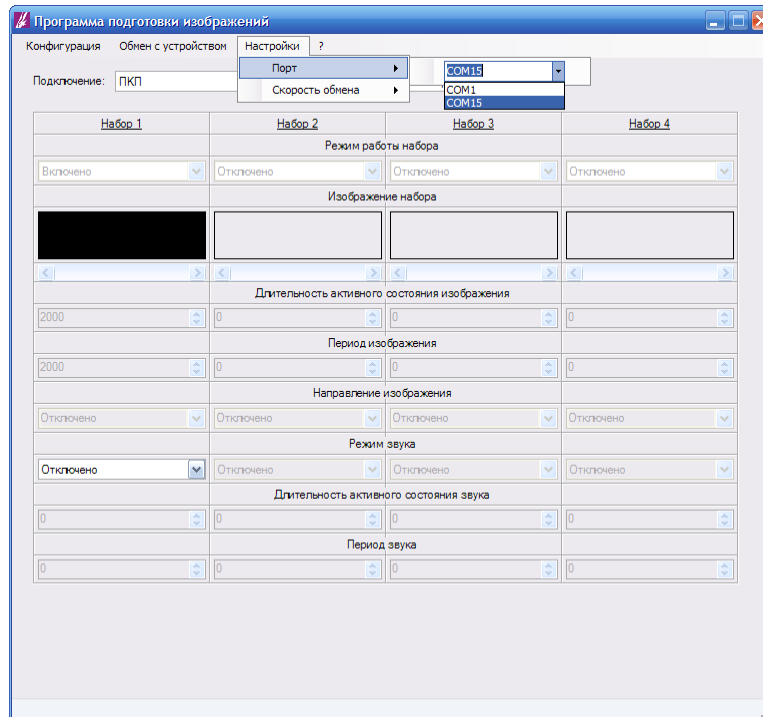 Программа подготовки изображений
Конфигурация Обмен с устройством Настройки ?
Порт COM15
Скорость обмена COM1
COM15
Подключение: ПКП
Набор 1 Набор 2 Набор 3 Набор 4
Режим работы набора
Включено Отключено Отключено Отключено
Изображение набора
Длительность активного состояния изображения
2000 0 0 0
Период изображения
2000 0 0 0
Направление изображения
Отключено Отключено Отключено Отключено
Режим звука
Отключено Отключено Отключено Отключено
Длительность активного состояния звука
0 0 0 0
Период звука
0 0 0 0